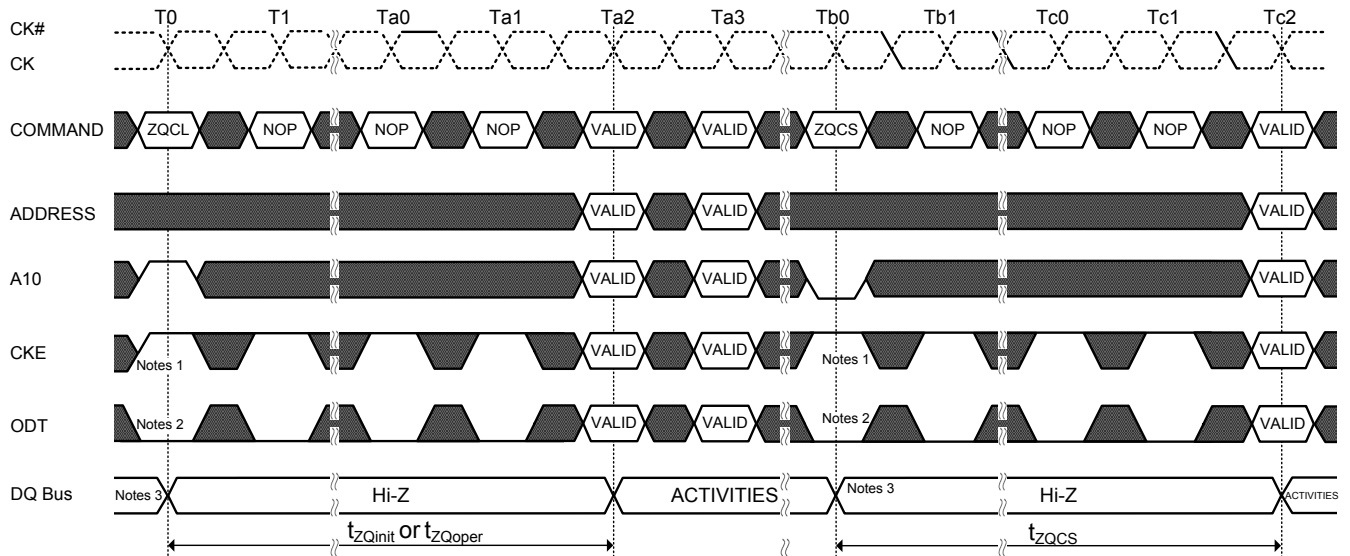 T0 T1 Ta0 Ta1 Ta2 Ta3 Tb0 Tb1 Tc0 Tc1 Tc2
CK#
CK
COMMAND ZQCL NOP NOP NOP VALID VALID ZQCS NOP NOP NOP VALID
ADDRESS VALID VALID VALID
A10 VALID VALID VALID
CKE Notes 1 VALID VALID Notes 1 VALID
ODT Notes 2 VALID VALID Notes 2 VALID
DQ Bus Notes 3 Hi-Z ACTIVITIES Notes 3 Hi-Z ACTIVITIES
tZQinit or tZQoper tZQCS